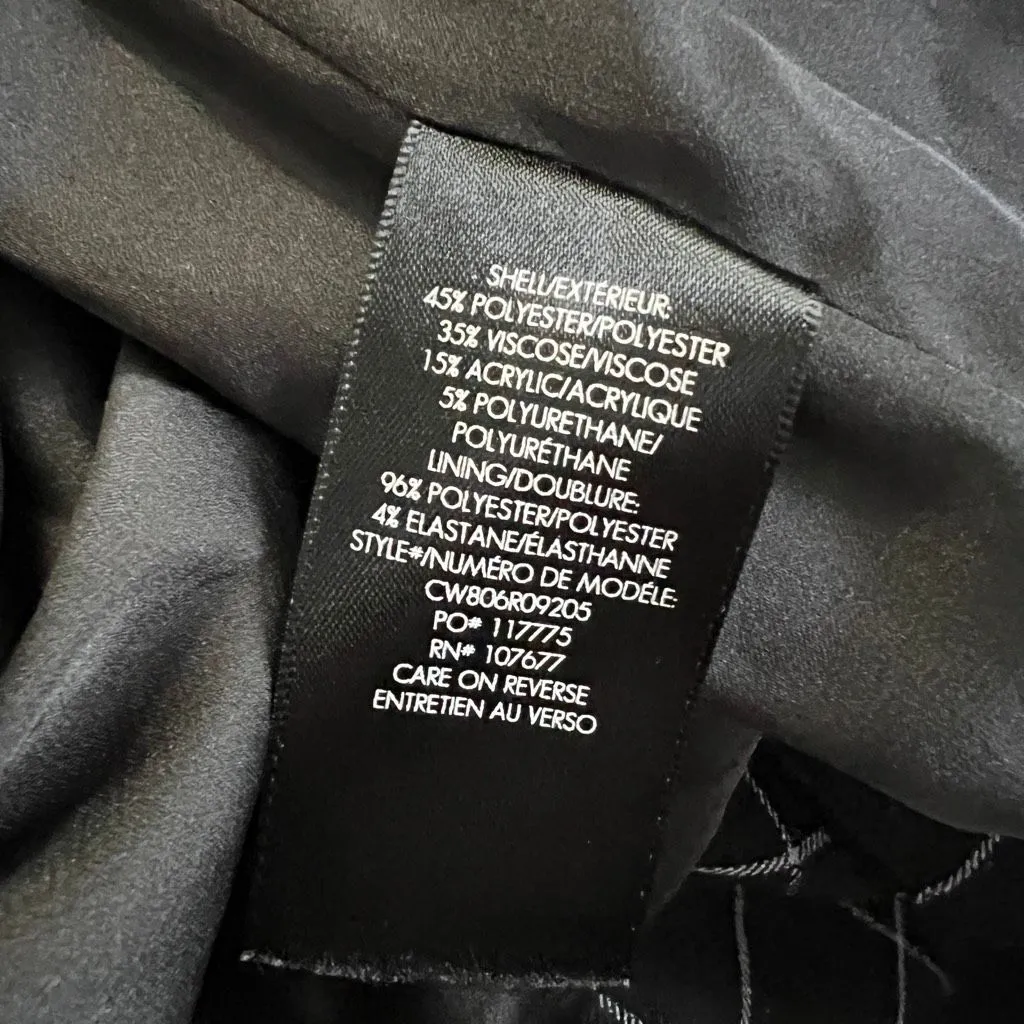 SHELL/EXTÉRIEUR:
45% POLYESTER/POLYESTER
35% VISCOSE/VISCOSE
15% ACRYLIC/ACRYLIQUE
5% POLYURETHANE/
POLYURÉTHANE
LINING/DOUBLURE:
96% POLYESTER/POLYESTER
4% ELASTANE/ÉLASTHANNE
STYLE#/NUMÉRO DE MODÉLE:
CW806R09205
PO# 117775
RN# 107677
CARE ON REVERSE
ENTRETIEN AU VERSO